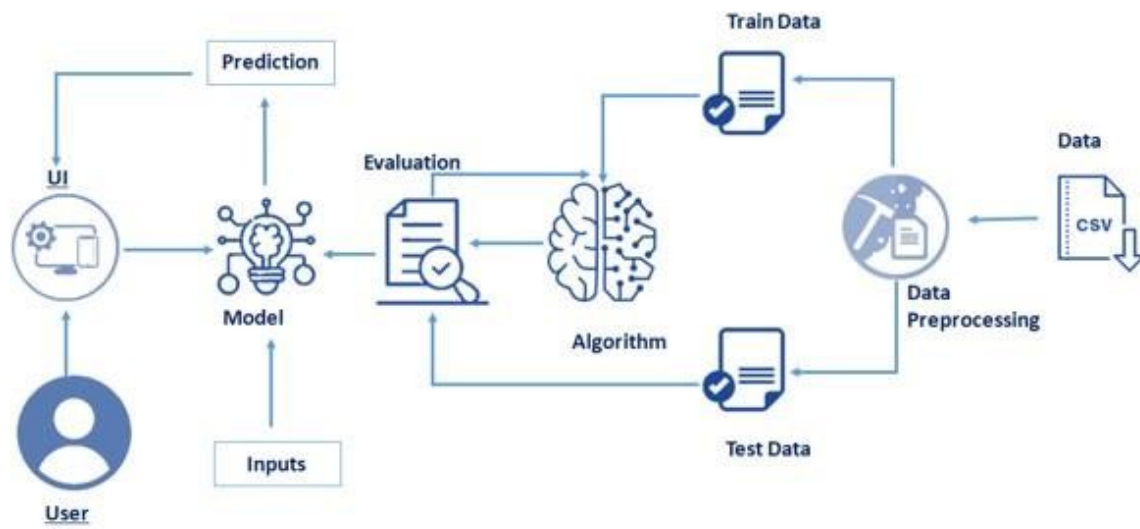 Train Data
Prediction
Evaluation
Data
UI
CSV
Model
Algorithm
Data
Preprocessing
Inputs
Test Data
User